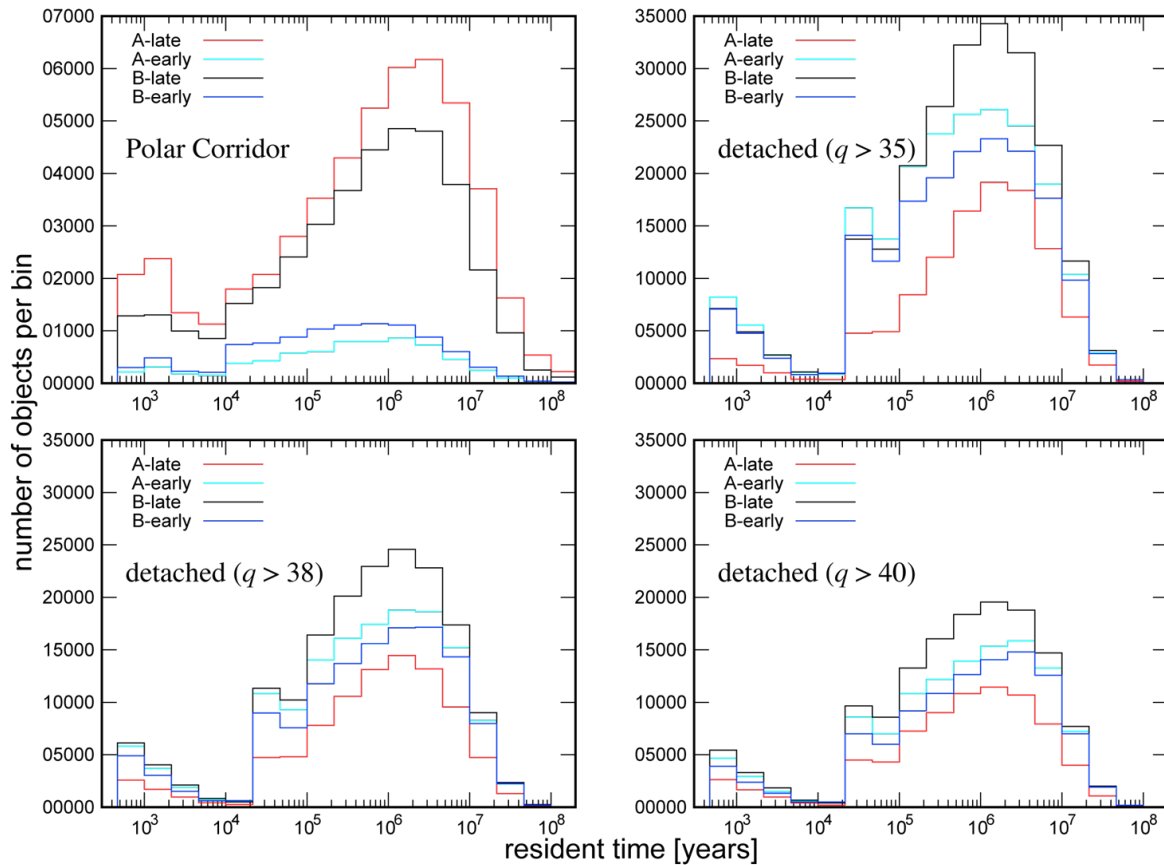 number of objects per bin
07000
06000
05000
04000
03000
02000
01000
00000
A-late
A-early
B-late
B-early
Polar Corridor
10³ 10⁴ 10⁵ 10⁶ 10⁷ 10⁸
35000
30000
25000
20000
15000
10000
05000
00000
A-late
A-early
B-late
B-early
detached (q > 35)
10³ 10⁴ 10⁵ 10⁶ 10⁷ 10⁸
35000
30000
25000
20000
15000
10000
05000
00000
A-late
A-early
B-late
B-early
detached (q > 38)
10³ 10⁴ 10⁵ 10⁶ 10⁷ 10⁸
35000
30000
25000
20000
15000
10000
05000
00000
A-late
A-early
B-late
B-early
detached (q > 40)
10³ 10⁴ 10⁵ 10⁶ 10⁷ 10⁸
resident time [years]